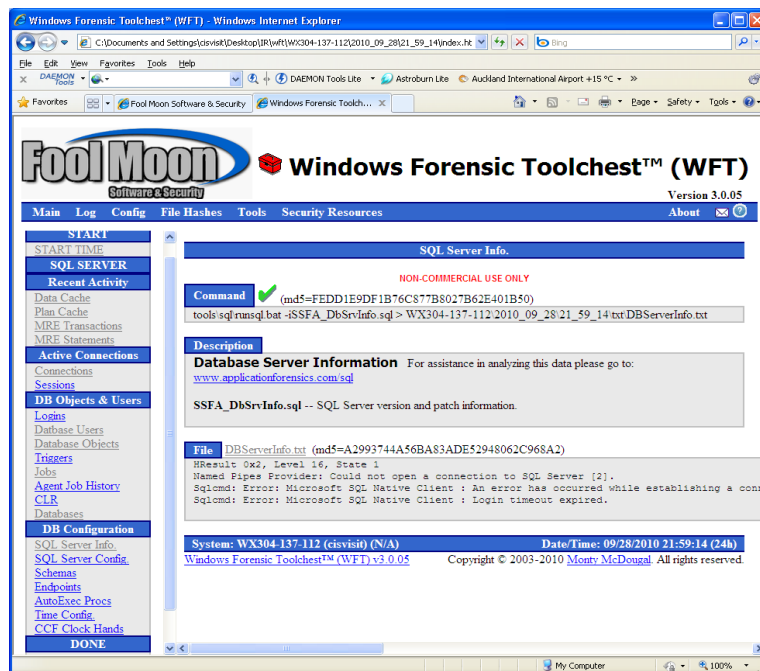 Windows Forensic Toolchest™ (WFT) - Windows Internet Explorer
C:\Documents and Settings\cisvisit\Desktop\IR\wft\WX304-137-112\2010_09_28\21_59_14\index.ht
Bing
File Edit View Favorites Tools Help
DAEMON Tools
DAEMON Tools Lite
Astroburn Lite
Auckland International Airport +15 °C
»
Favorites
Fool Moon Software & Security
Windows Forensic Toolch...
Page Safety Tools
FOOl MOON
Software & Security
Windows Forensic Toolchest™ (WFT)
Version 3.0.05
Main Log Config File Hashes Tools Security Resources About
START
START TIME
SQL SERVER
Recent Activity
Data Cache
Plan Cache
MRE Transactions
MRE Statements
Active Connections
Connections
Sessions
DB Objects & Users
Logins
Datbase Users
Database Objects
Triggers
Jobs
Agent Job History
CLR
Databases
DB Configuration
SQL Server Info.
SQL Server Config.
Schemas
Endpoints
AutoExec Procs
Time Config.
CCF Clock Hands
DONE
SQL Server Info.
NON-COMMERCIAL USE ONLY
Command (md5=FEDD1E9DF1B76C877B8027B62E401B50)
tools\sql\runsql.bat -iSSFA_DbSrvInfo.sql > WX304-137-112\2010_09_28\21_59_14\txt\DBServerInfo.txt
Description
Database Server Information For assistance in analyzing this data please go to:
www.applicationforensics.com/sql
SSFA_DbSrvInfo.sql -- SQL Server version and patch information.
File DBServerInfo.txt (md5=A2993744A56BA83ADE52948062C968A2)
HResult 0x2, Level 16, State 1
Named Pipes Provider: Could not open a connection to SQL Server [2].
Sqlcmd: Error: Microsoft SQL Native Client : An error has occurred while establishing a con
Sqlcmd: Error: Microsoft SQL Native Client : Login timeout expired.
System: WX304-137-112 (cisvisit) (N/A) Date/Time: 09/28/2010 21:59:14 (24h)
Windows Forensic Toolchest™ (WFT) v3.0.05 Copyright © 2003-2010 Monty McDougal. All rights reserved.
My Computer
100%